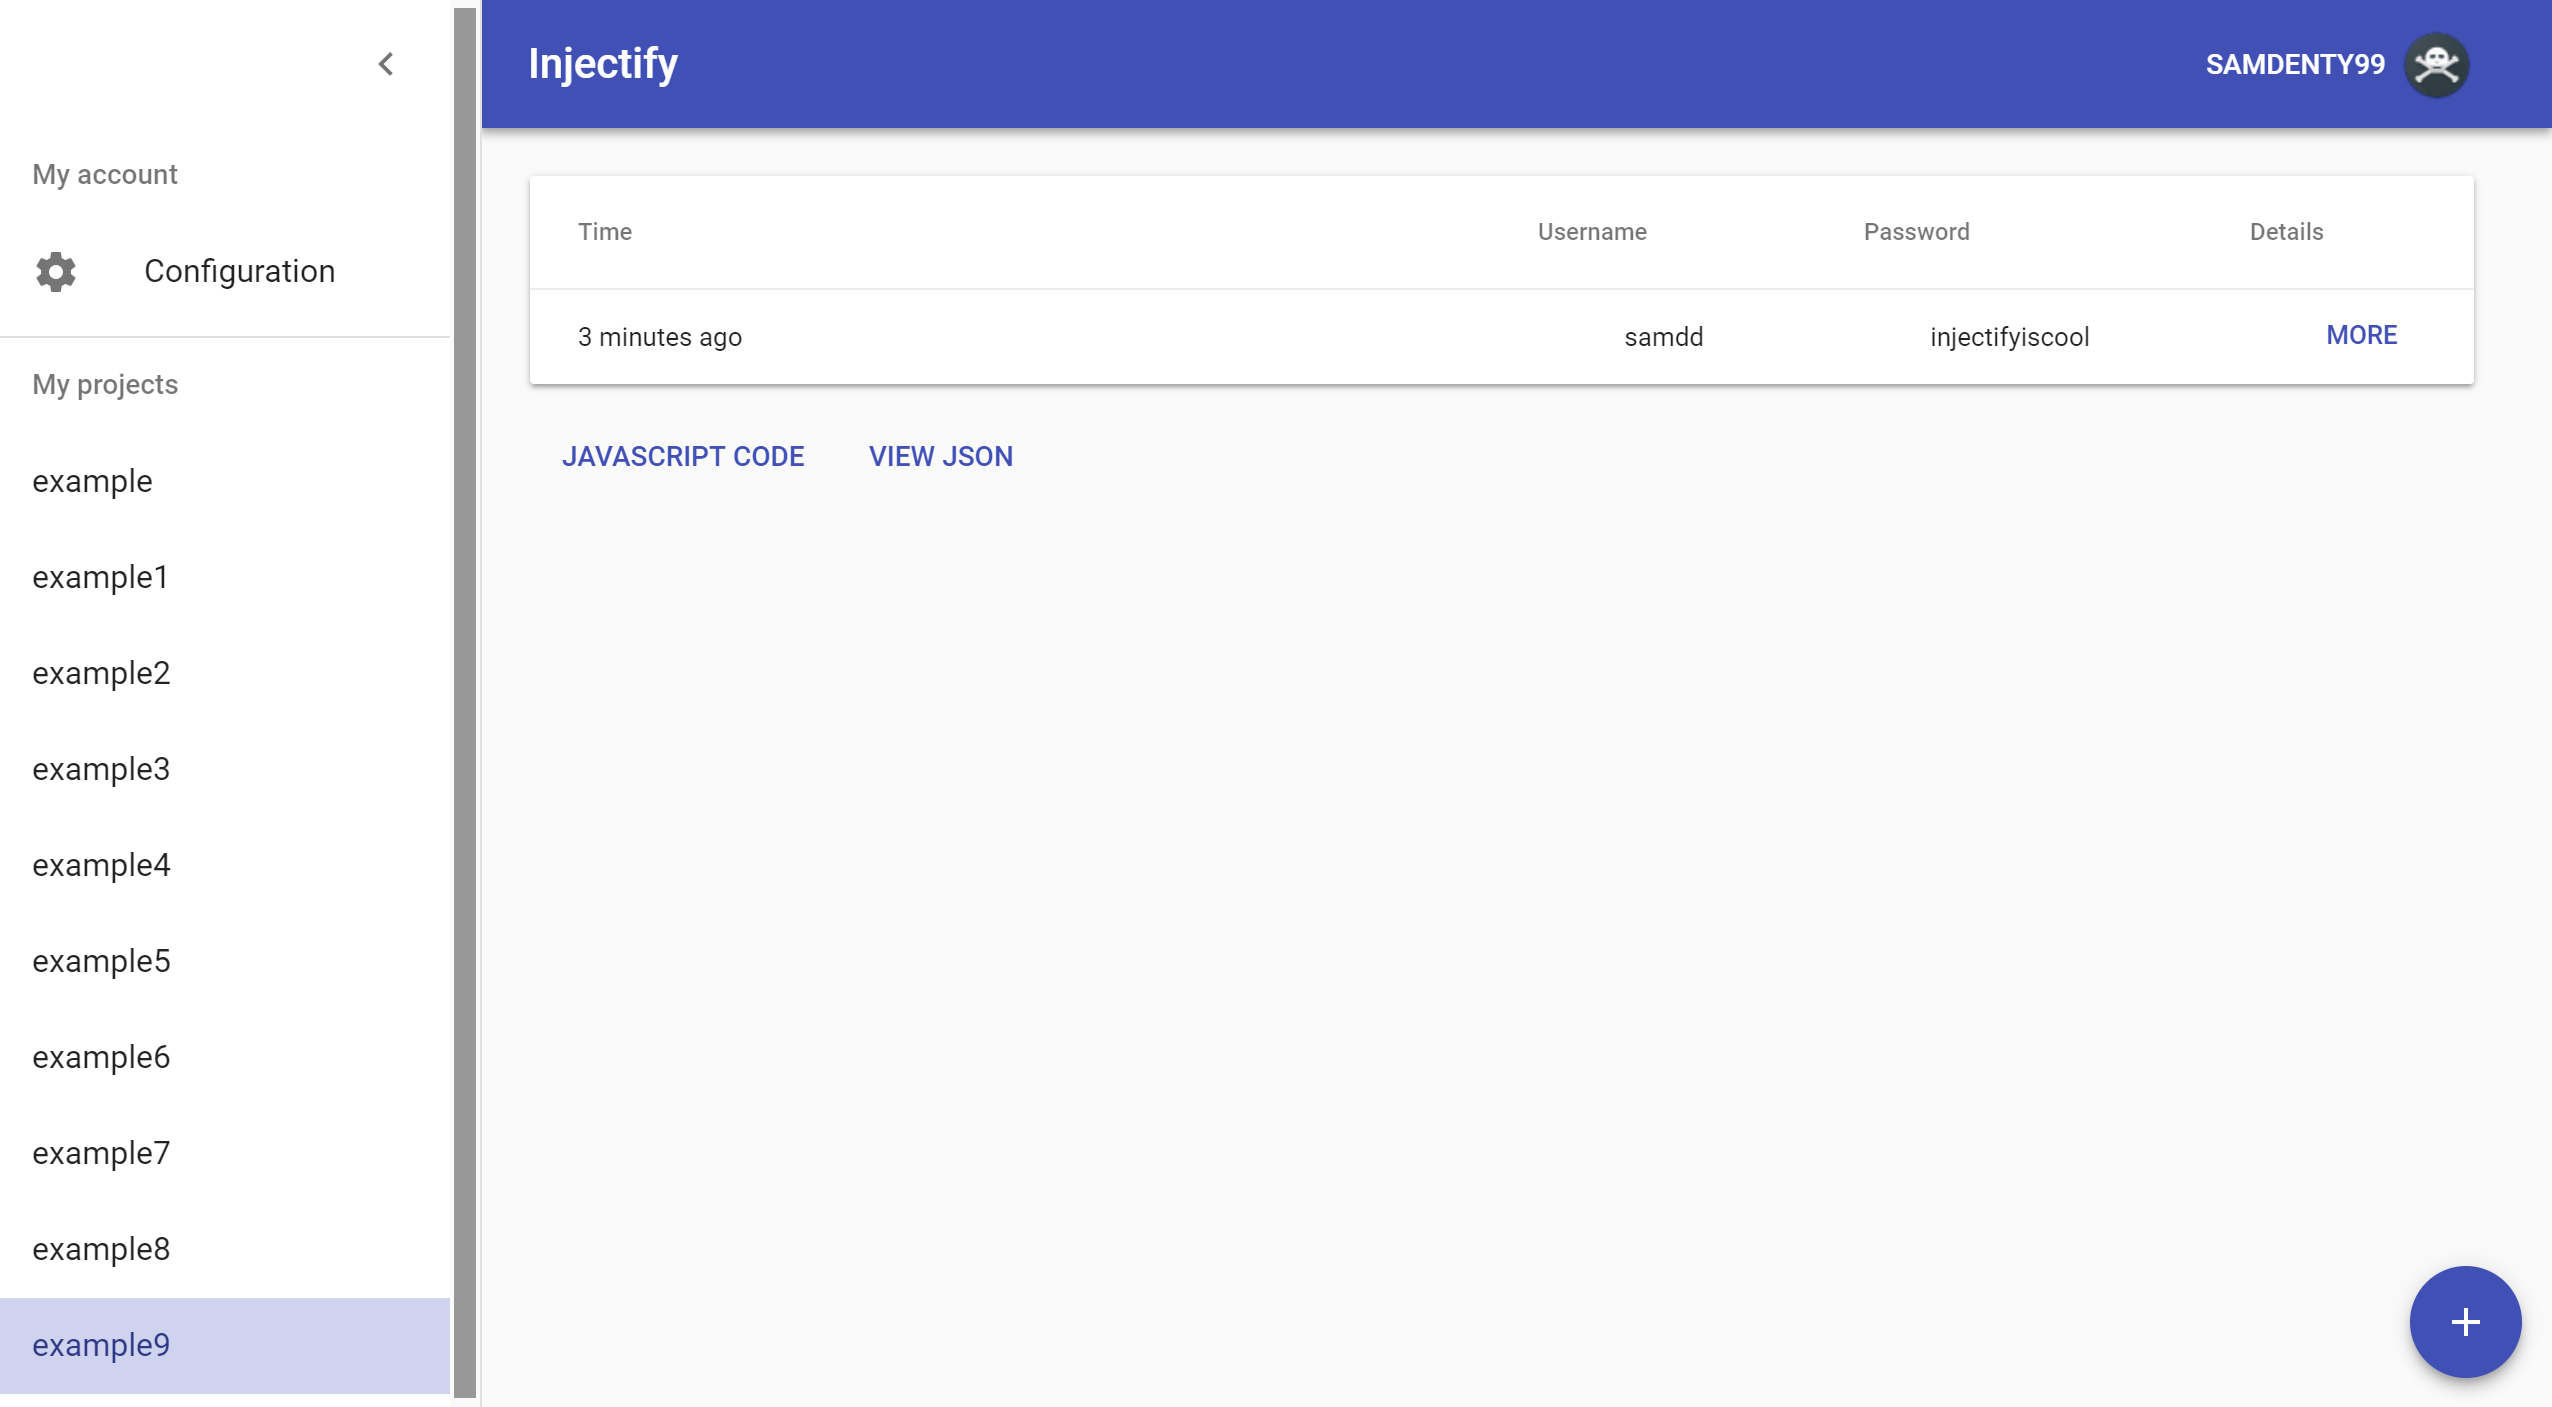 Injectify
SAMDENTY99
My account
Configuration
My projects
example
example1
example2
example3
example4
example5
example6
example7
example8
example9
Time Username Password Details
3 minutes ago samdd injectifyiscool MORE
JAVASCRIPT CODE VIEW JSON
+